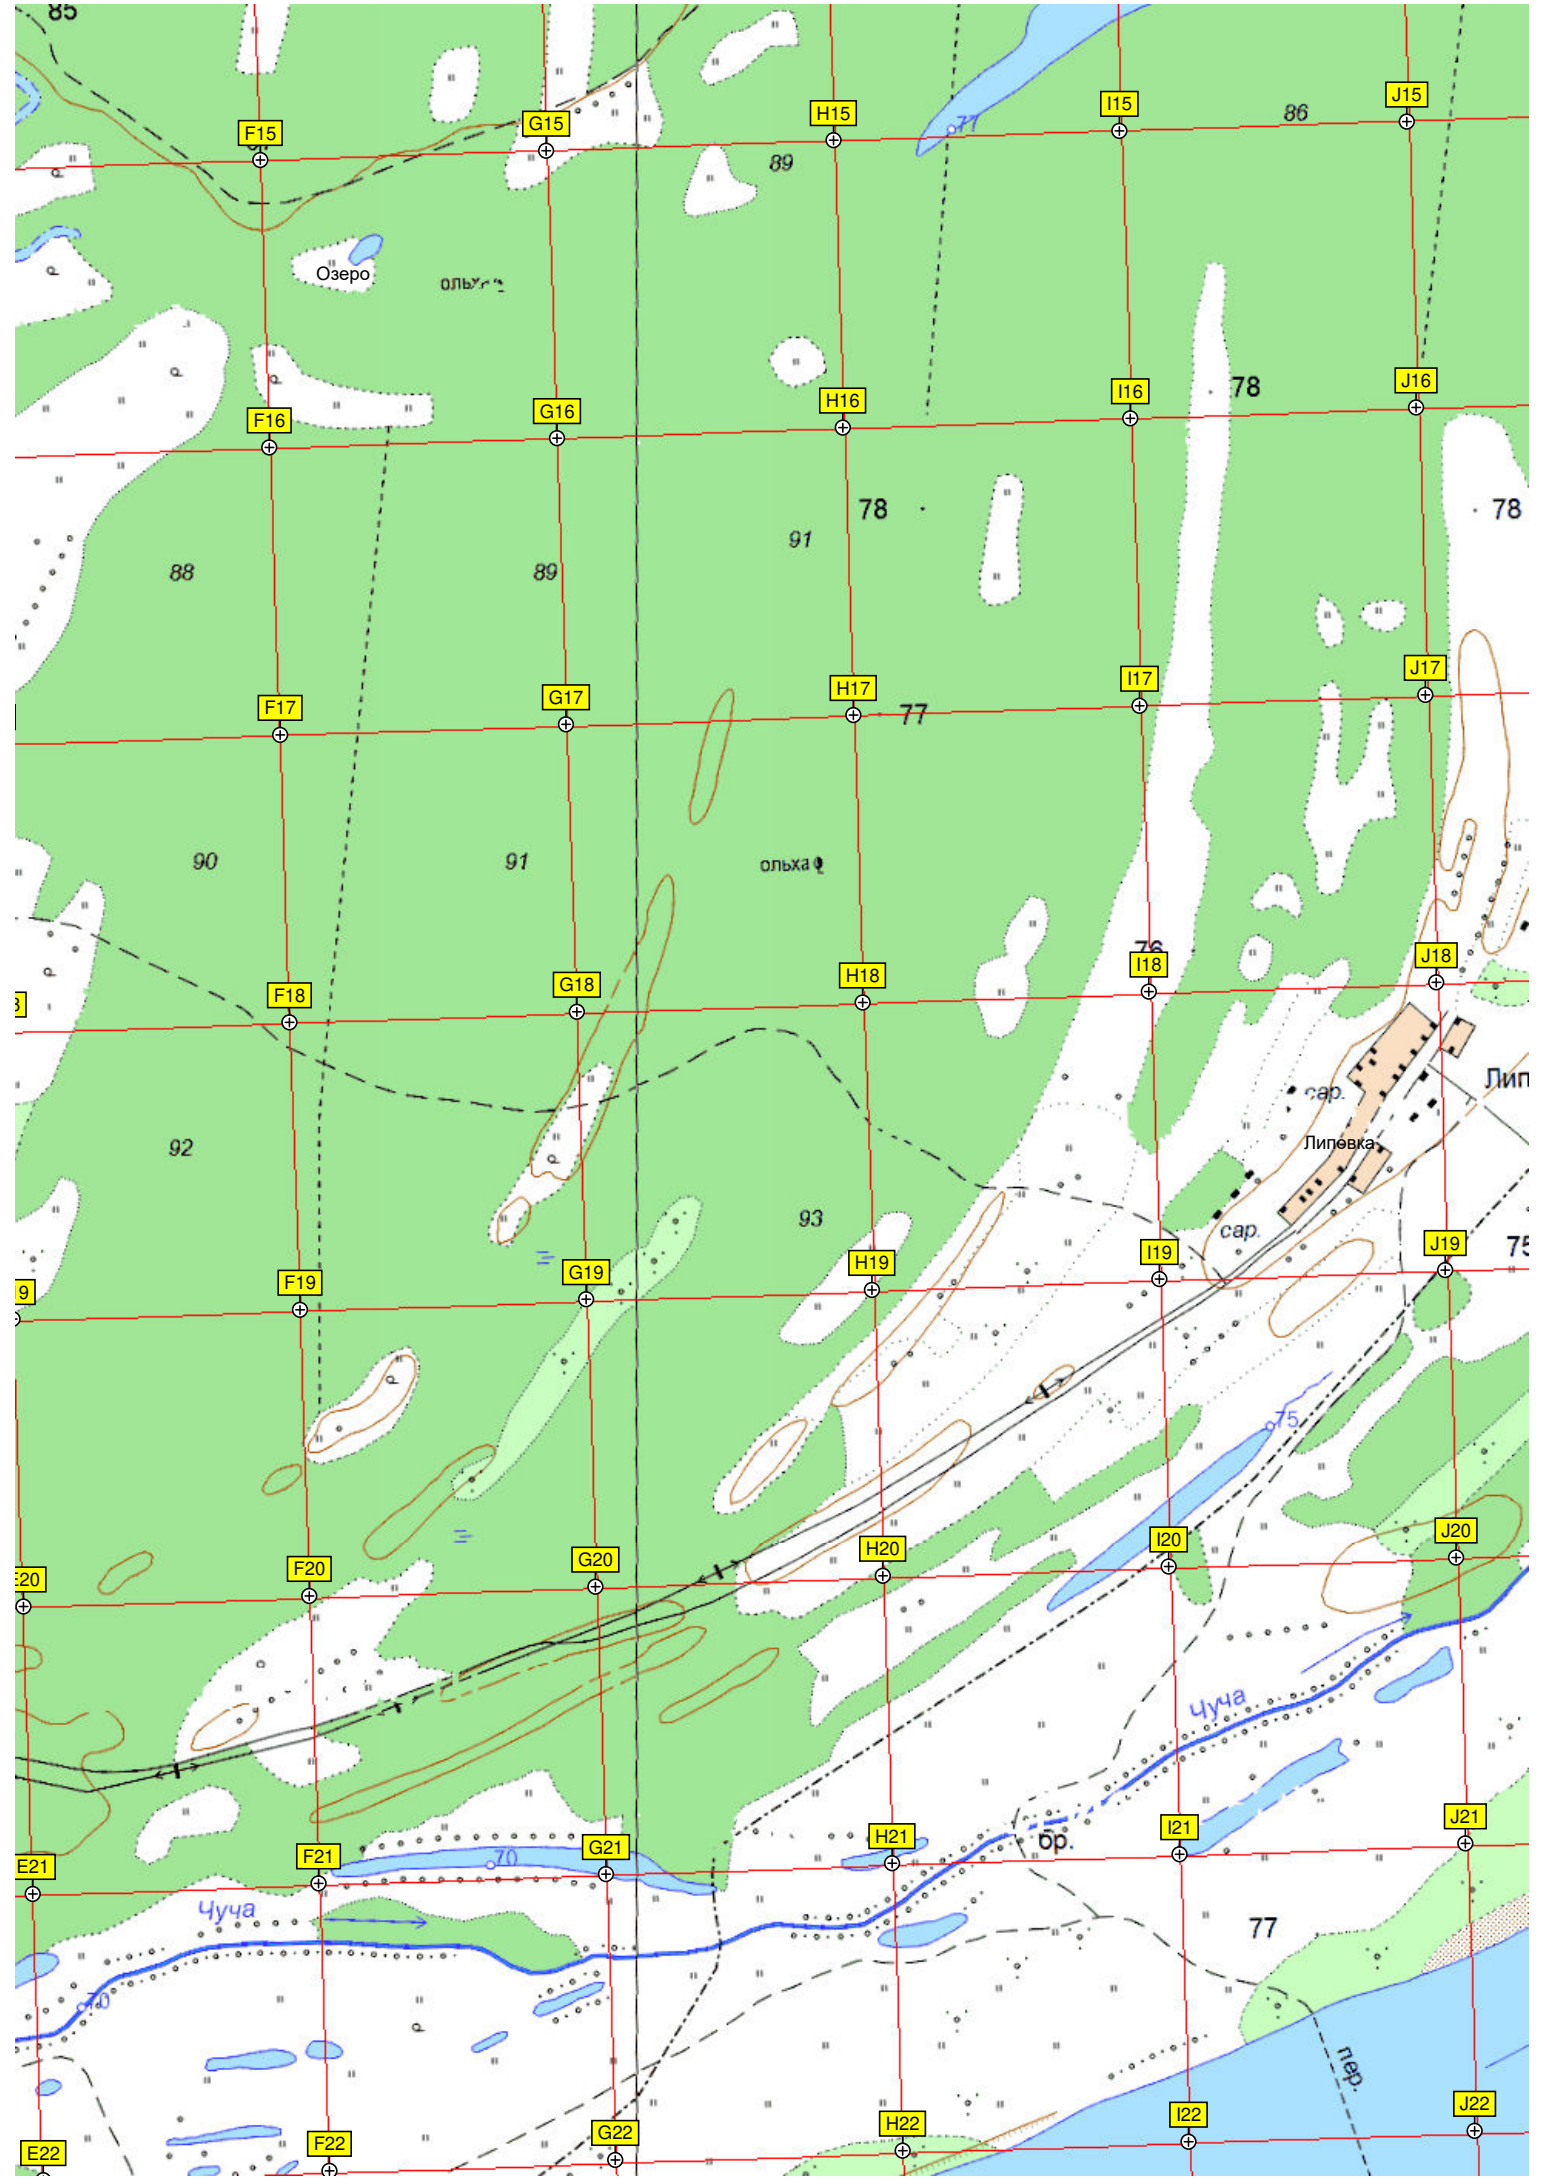 85
F15
G15
H15
I15
J15
77
86
89
Озеро
ольха
F16
G16
H16
I16
78
J16
78
78
91
88
89
F17
G17
H17
77
I17
J17
90
91
ольха
76
F18
G18
H18
I18
J18
Лип
сар.
Липовка
92
93
сар.
9
F19
G19
H19
I19
J19
75
75
E20
F20
G20
H20
I20
J20
Чуча
E21
F21
70
G21
H21
бр.
I21
J21
Чуча
77
70
пер.
E22
F22
G22
H22
I22
J22